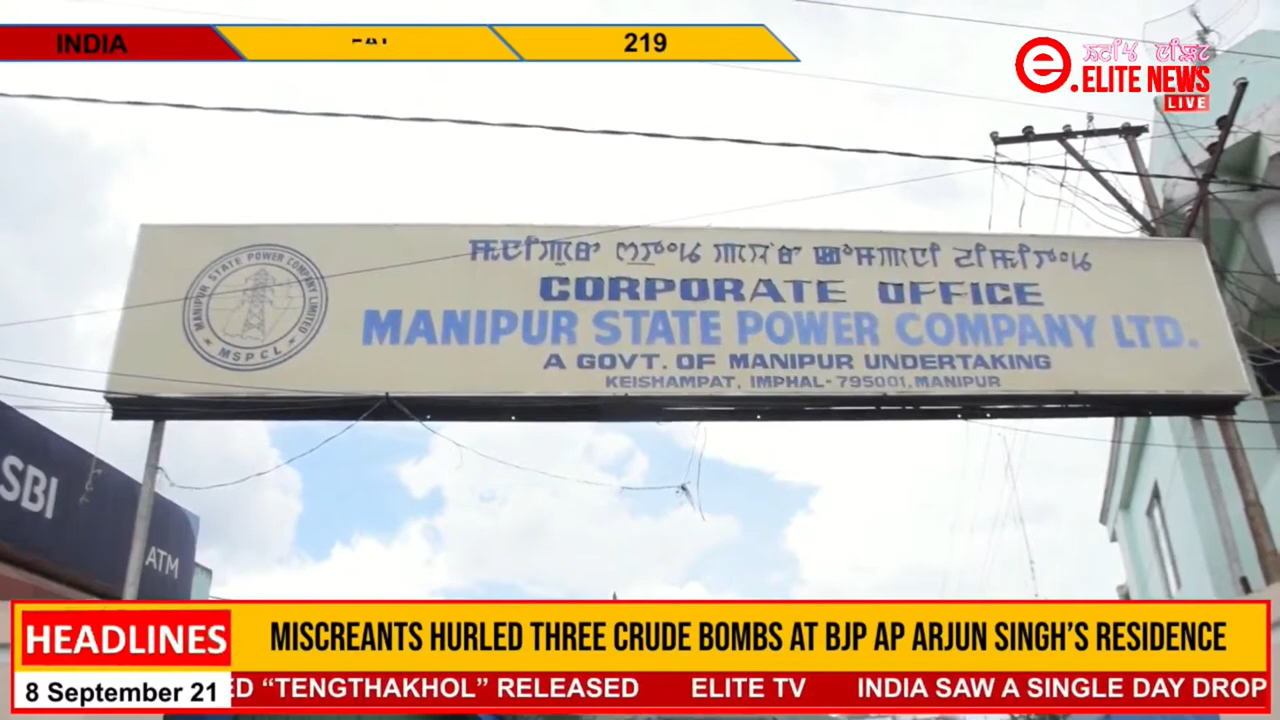 INDIA
219
e.ELITE NEWS
LIVE
MANIPUR STATE POWER COMPANY LIMITED
MSPCL
CORPORATE OFFICE
MANIPUR STATE POWER COMPANY LTD.
A GOVT. OF MANIPUR UNDERTAKING
KEISHAMPAT, IMPHAL-795001, MANIPUR
SBI
ATM
HEADLINES
MISCREANTS HURLED THREE CRUDE BOMBS AT BJP AP ARJUN SINGH'S RESIDENCE
8 September 21
"TENGTHAKHOL" RELEASED ELITE TV INDIA SAW A SINGLE DAY DROP